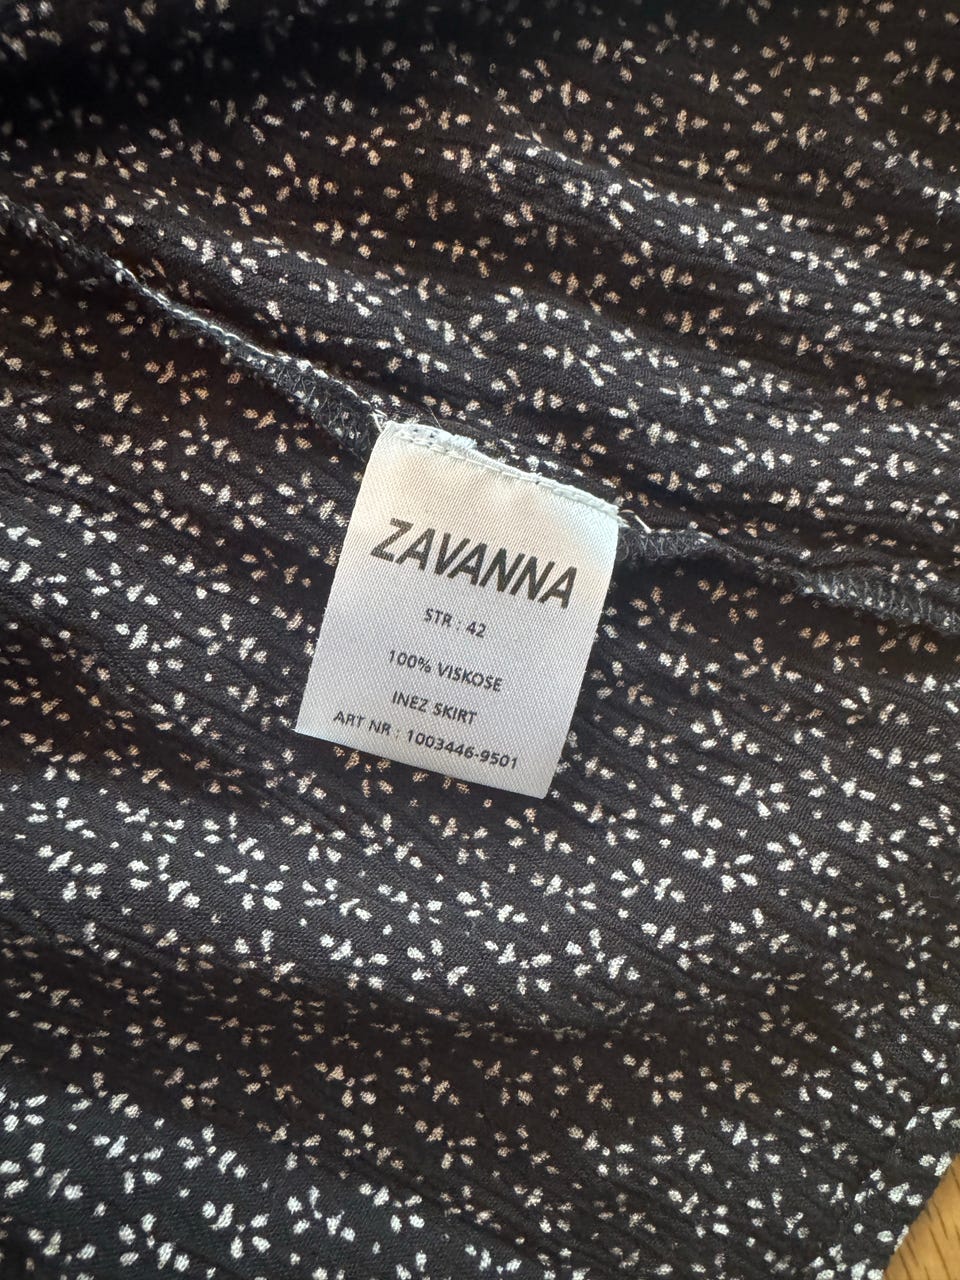 ZAVANNA
STR : 42
100% VISKOSE
INEZ SKIRT
ART NR : 1003446-9501